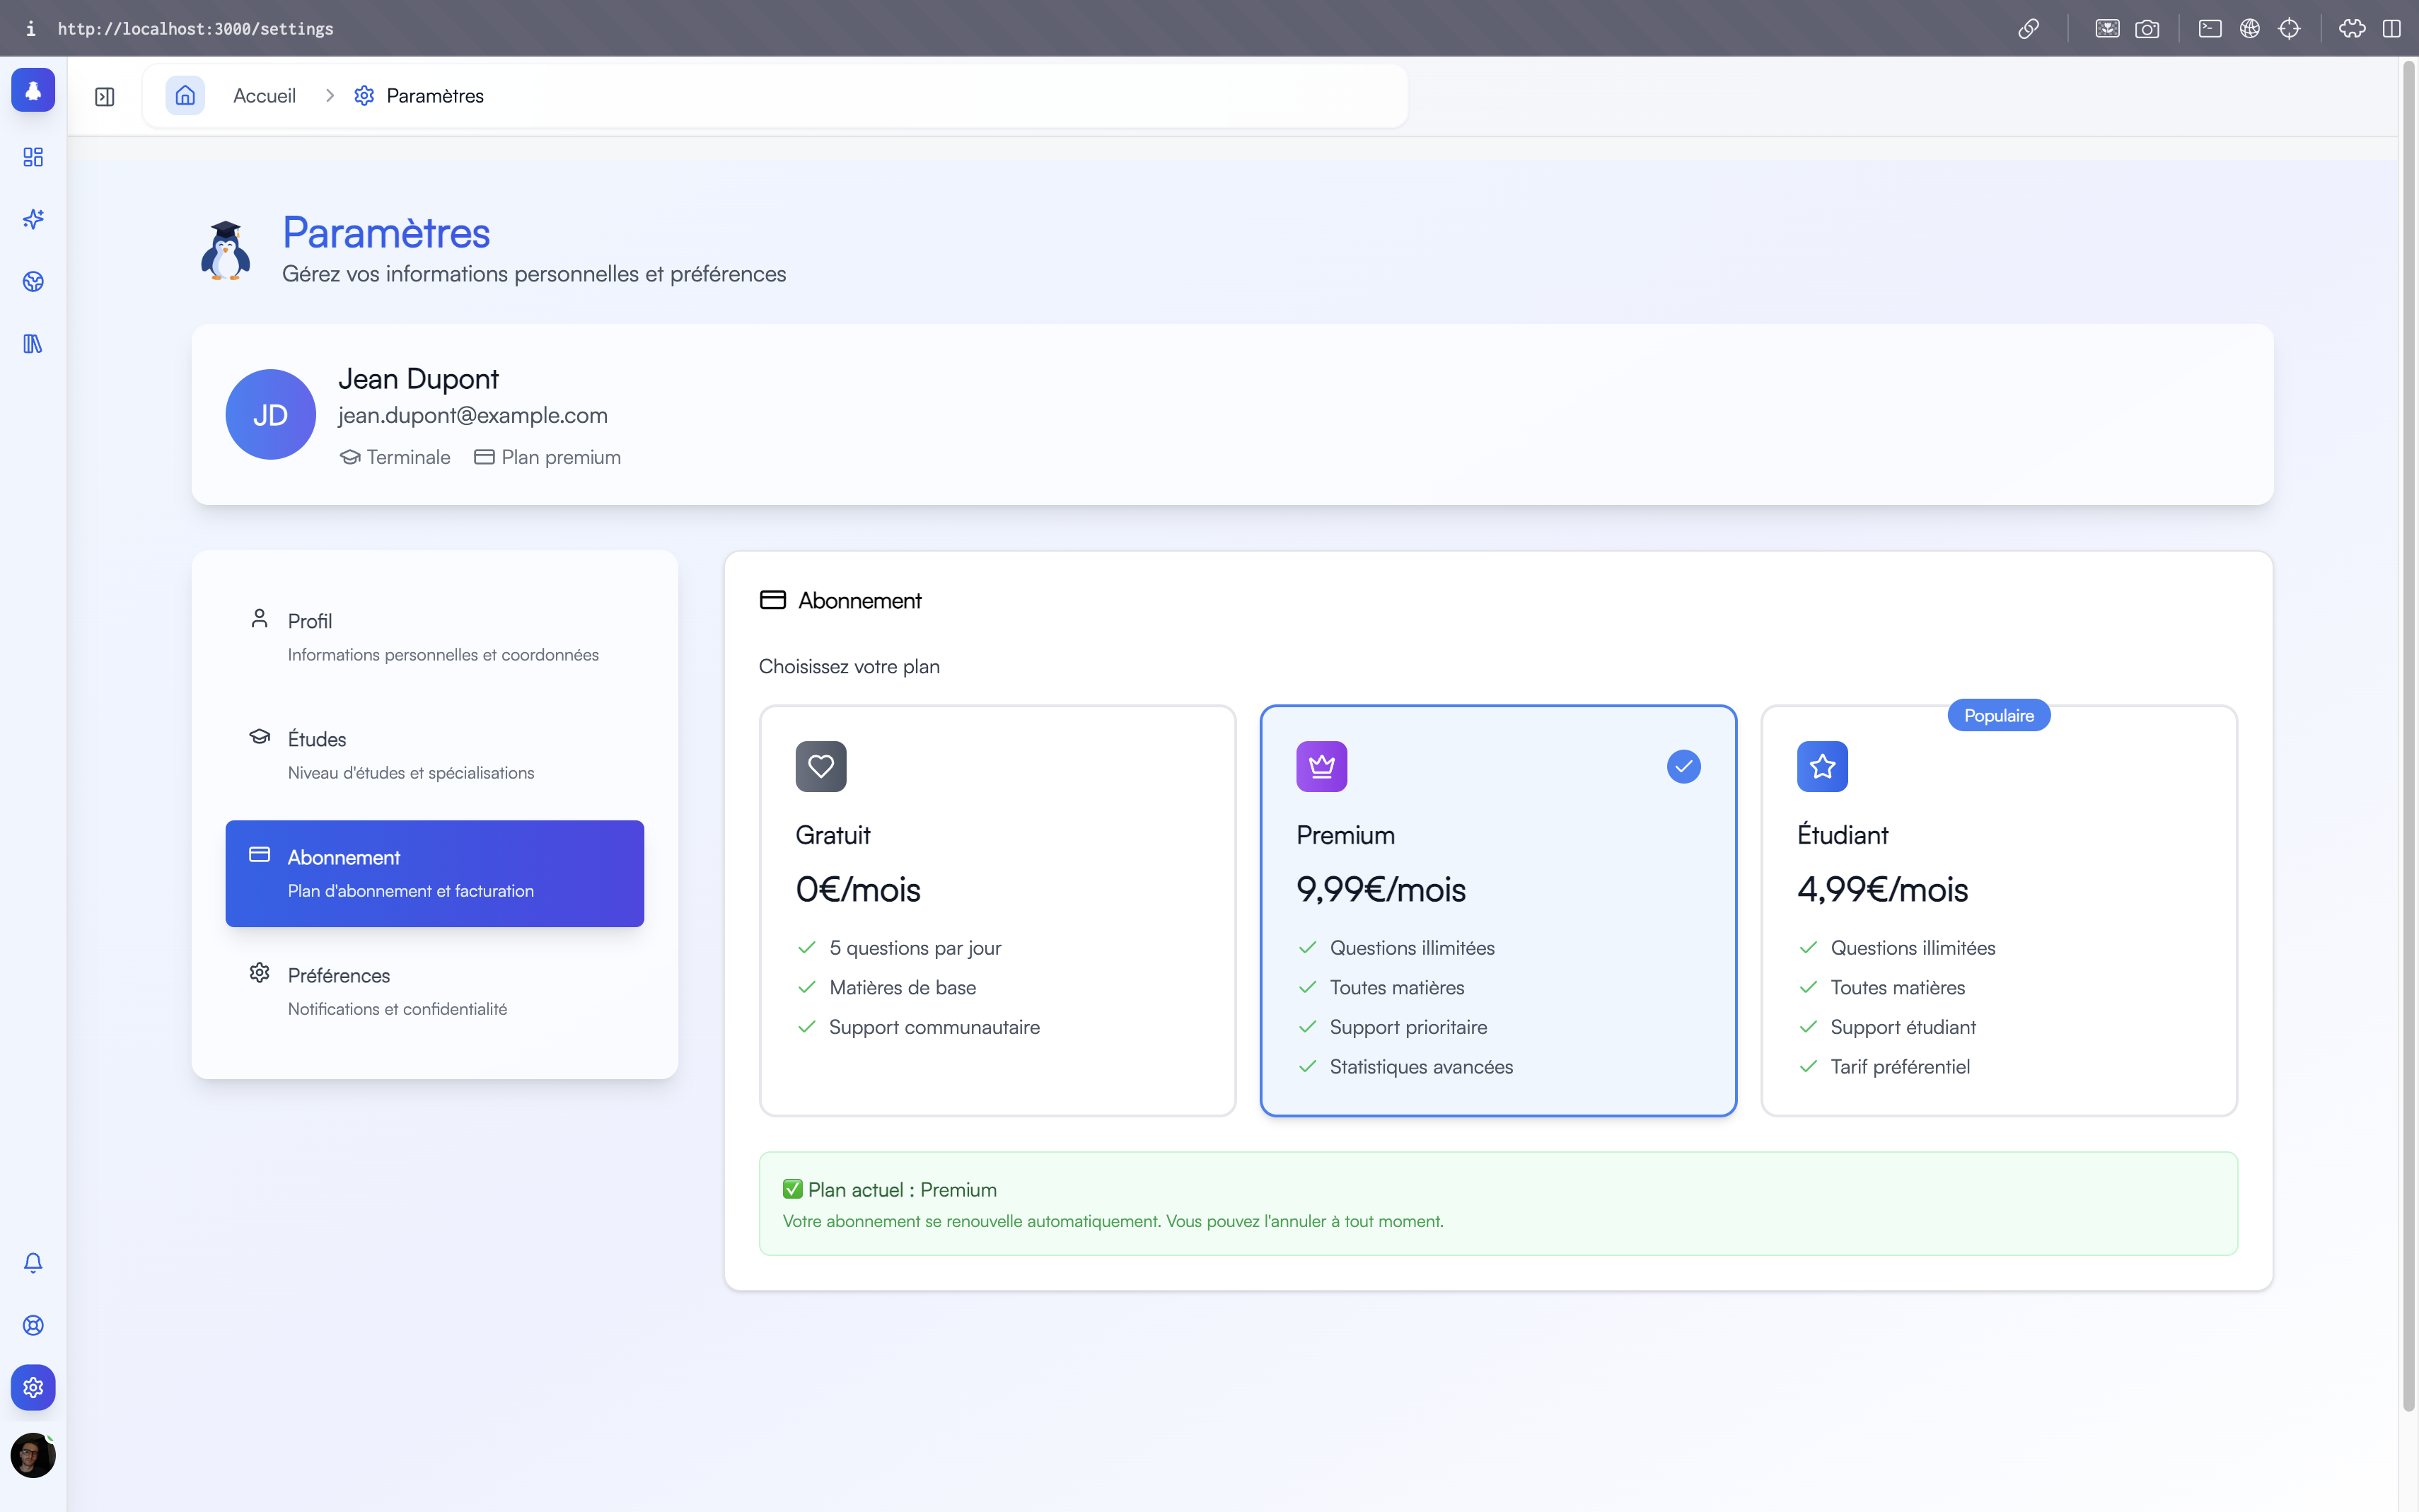 i http://localhost:3000/settings
Accueil
Paramètres
Paramètres
Gérez vos informations personnelles et préférences
JD
Jean Dupont
jean.dupont@example.com
Terminale
Plan premium
Profil
Informations personnelles et coordonnées
Études
Niveau d'études et spécialisations
Abonnement
Plan d'abonnement et facturation
Préférences
Notifications et confidentialité
Abonnement
Choisissez votre plan
Gratuit
0€/mois
5 questions par jour
Matières de base
Support communautaire
Premium
9,99€/mois
Questions illimitées
Toutes matières
Support prioritaire
Statistiques avancées
Populaire
Étudiant
4,99€/mois
Questions illimitées
Toutes matières
Support étudiant
Tarif préférentiel
✅ Plan actuel : Premium
Votre abonnement se renouvelle automatiquement. Vous pouvez l'annuler à tout moment.